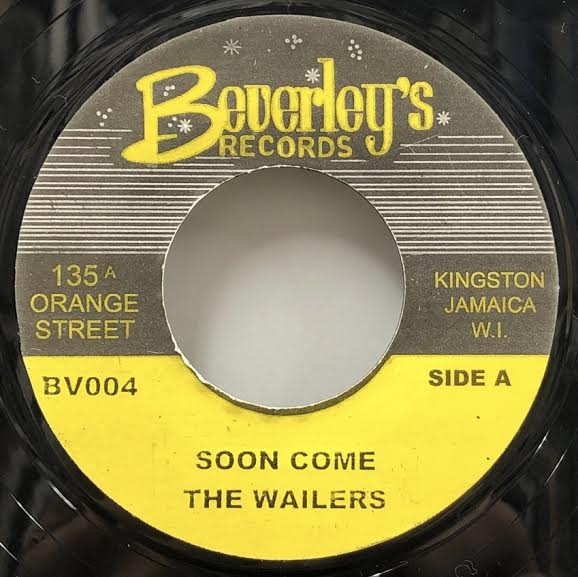 Beverley's
RECORDS
135 A
ORANGE
STREET
KINGSTON
JAMAICA
W.I.
BV004
SIDE A
SOON COME
THE WAILERS